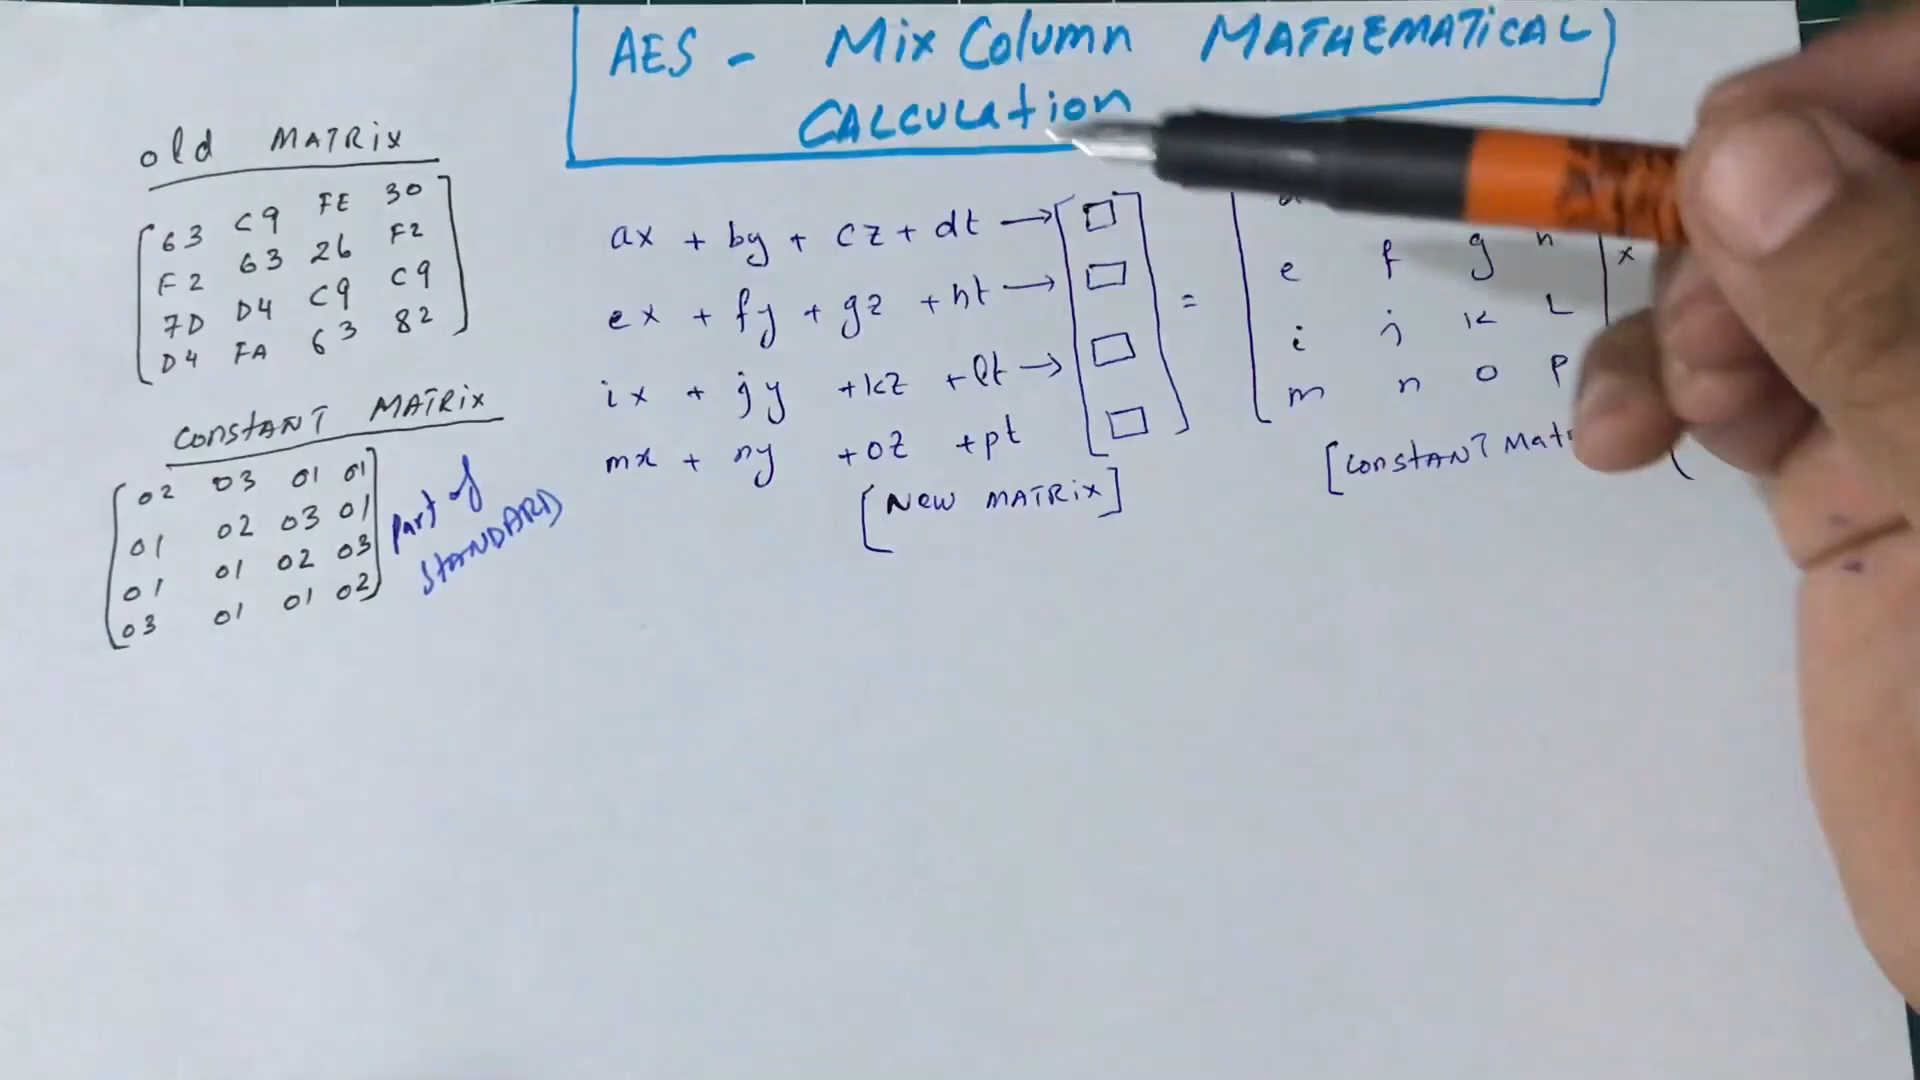 AES - Mix Column MATHEMATICAL
CALCULation
old MATRix
63 C9 FE 30
F2 63 26 F2
7D D4 C9 C9
D4 FA 63 82
CONSTANT MATRix
02 03 01 01
01 02 03 01
01 01 02 03
03 01 01 02
Part of
STANDARD
ax + by + cz + dt →
ex + fy + gz + ht →
ix + jy + kz + lt →
mx + ny + oz + pt
[New MATRix]
=
e f g h x
i j k L
m n o p
[CONSTANT